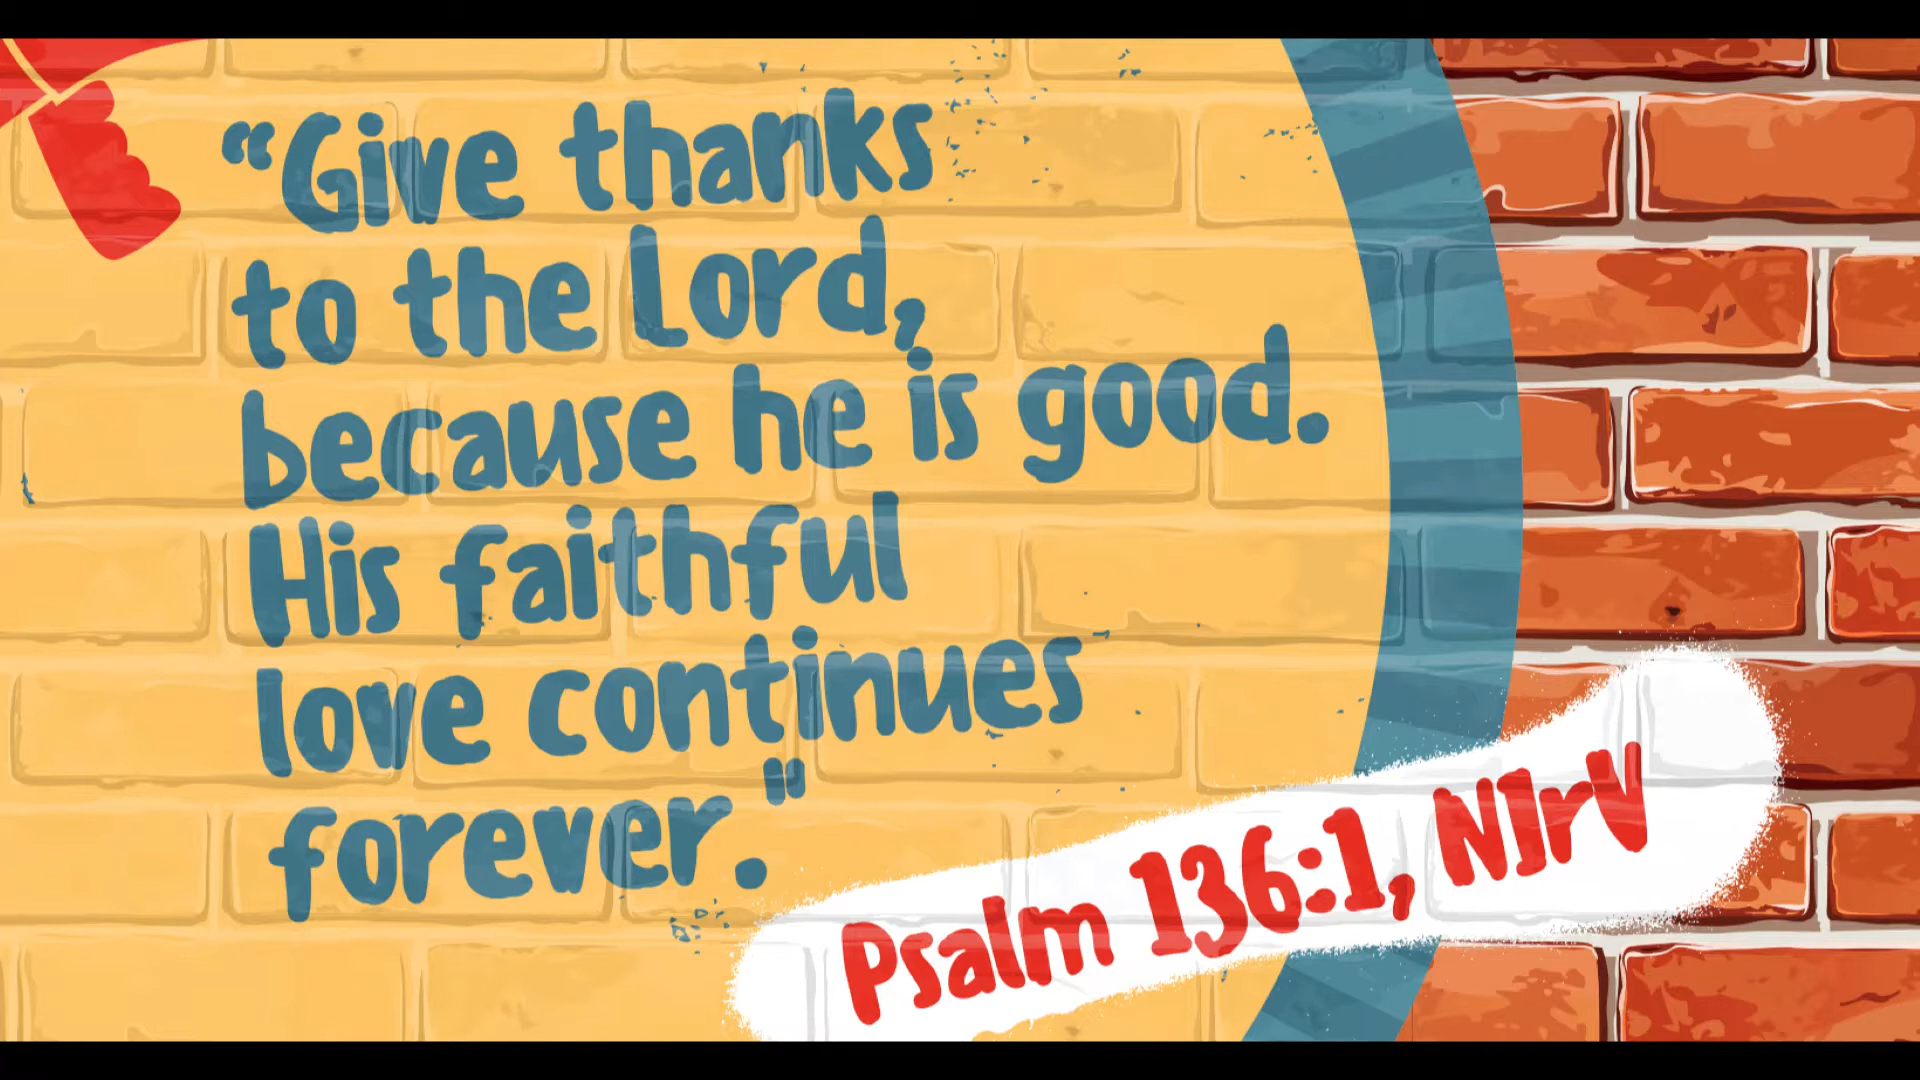 “Give thanks
to the Lord,
because he is good.
His faithful
love continues
forever."
Psalm 136:1, NIrV